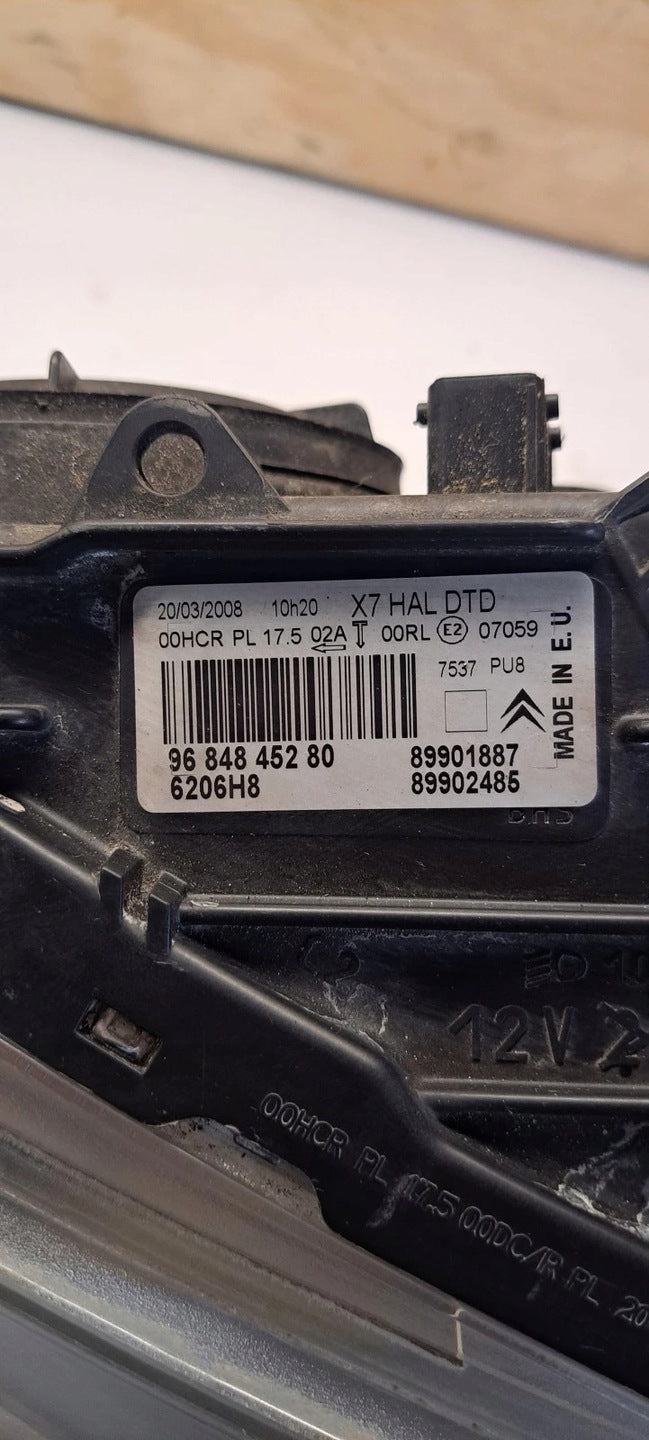 20/03/2008 10h20 X7 HAL DTD
00HCR PL 17.5 02A T 00RL E2 07059
7537 PU8
MADE IN E.U.
96 848 452 80 89901887
6206H8 89902485
12V
00HCR PL 17.5 00DC/R PL 20